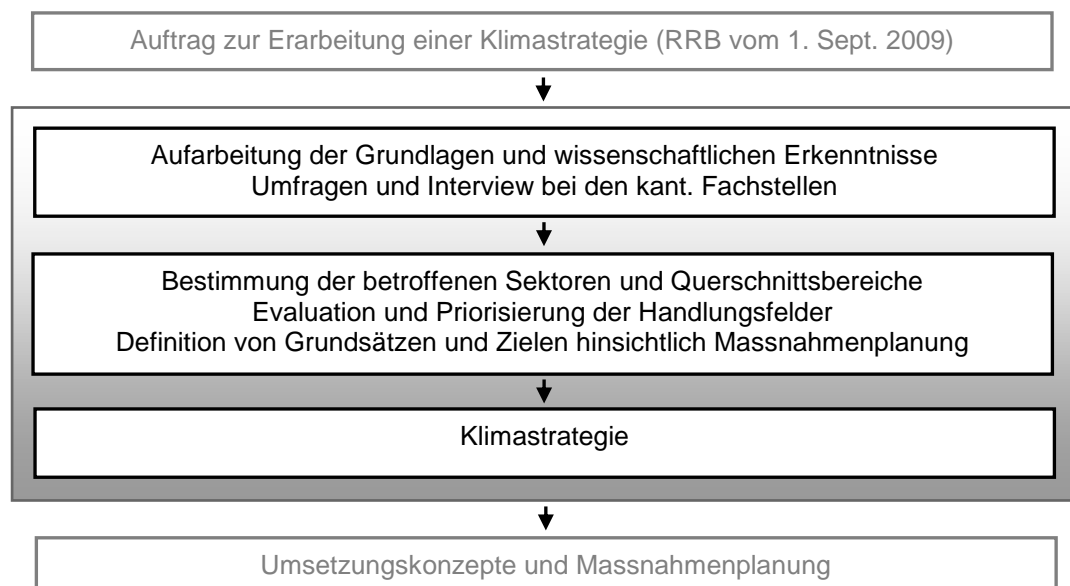 Auftrag zur Erarbeitung einer Klimastrategie (RRB vom 1. Sept. 2009)
Aufarbeitung der Grundlagen und wissenschaftlichen Erkenntnisse
Umfragen und Interview bei den kant. Fachstellen
Bestimmung der betroffenen Sektoren und Querschnittsbereiche
Evaluation und Priorisierung der Handlungsfelder
Definition von Grundsätzen und Zielen hinsichtlich Massnahmenplanung
Klimastrategie
Umsetzungskonzepte und Massnahmenplanung